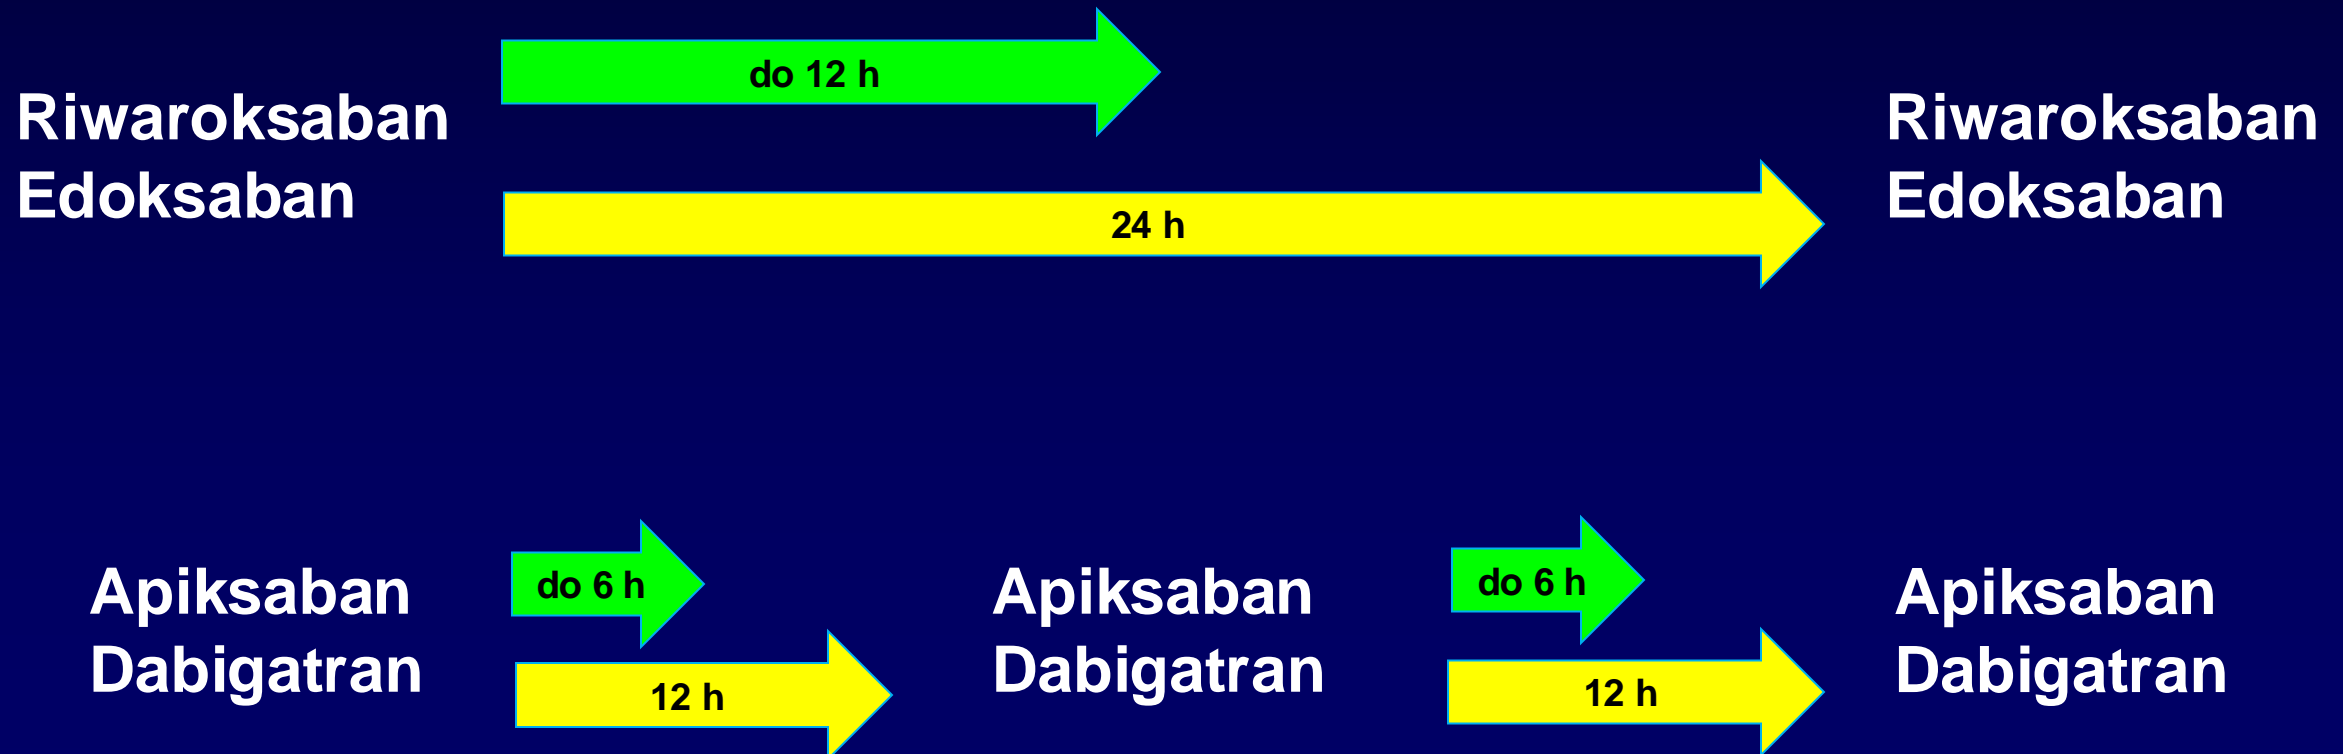 do 12 h
Riwaroksaban
Edoksaban
24 h
Riwaroksaban
Edoksaban
Apiksaban
Dabigatran
do 6 h
12 h
Apiksaban
Dabigatran
do 6 h
12 h
Apiksaban
Dabigatran